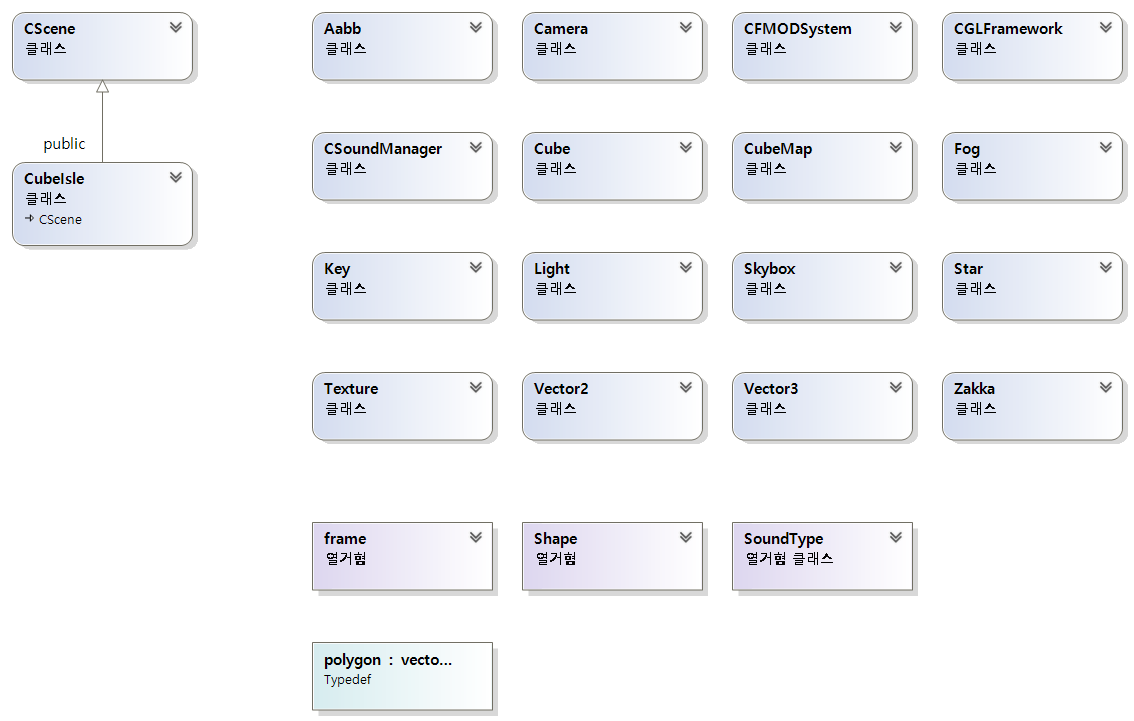 CScene
클래스
Aabb
클래스
Camera
클래스
CFMODSystem
클래스
CGLFramework
클래스
public
CubeIsle
클래스
CScene
CSoundManager
클래스
Cube
클래스
CubeMap
클래스
Fog
클래스
Key
클래스
Light
클래스
Skybox
클래스
Star
클래스
Texture
클래스
Vector2
클래스
Vector3
클래스
Zakka
클래스
frame
열거형
Shape
열거형
SoundType
열거형 클래스
polygon : vecto...
Typedef